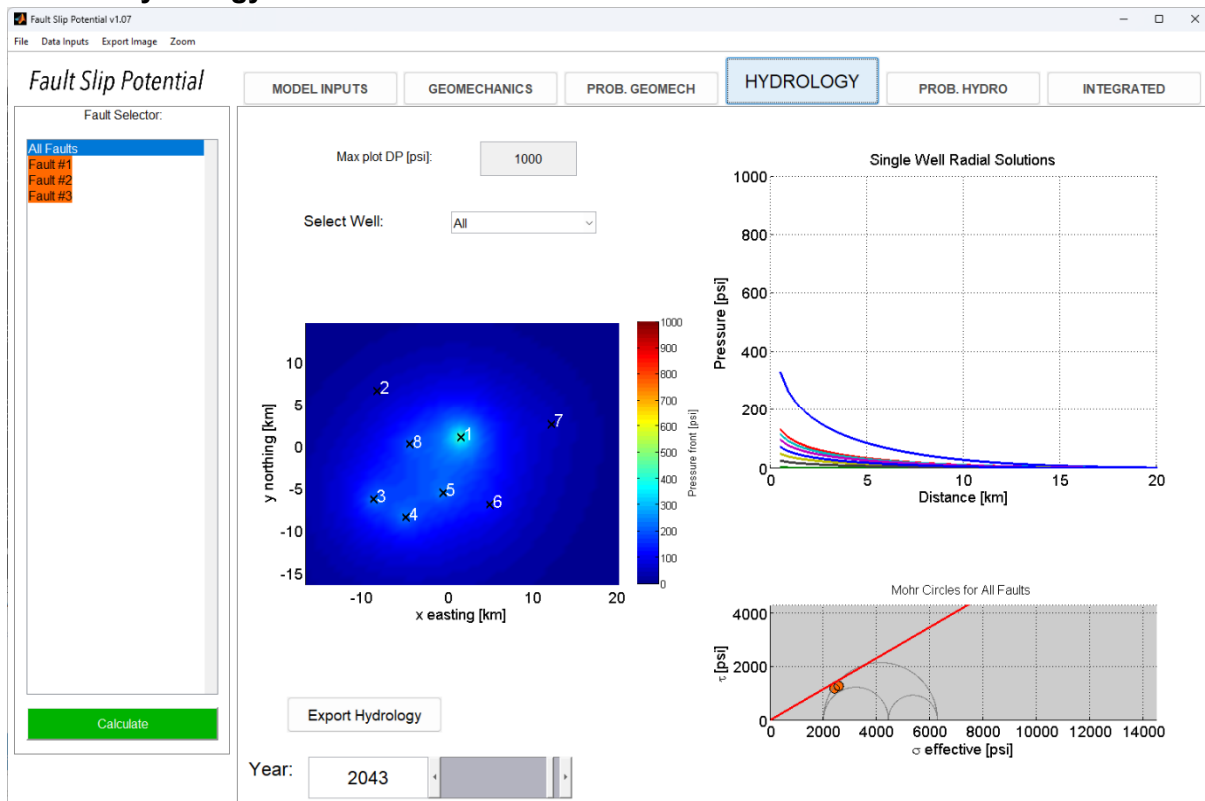 Fault Slip Potential v1.07
File Data Inputs Export Image Zoom
Fault Slip Potential
MODEL INPUTS
GEOMECHANICS
PROB. GEOMECH
HYDROLOGY
PROB. HYDRO
INTEGRATED
Fault Selector:
All Faults
Fault #1
Fault #2
Fault #3
Calculate
Max plot DP [psi]:
1000
Select Well:
All
10
5
0
-5
-10
-15
y northing [km]
2
7
1
8
3
5
4
6
-10 0 10 20
x easting [km]
1000
900
800
700
600
500
400
300
200
100
0
Pressure front [psi]
Export Hydrology
Year:
2043
Single Well Radial Solutions
1000
800
600
400
200
0
Pressure [psi]
0 5 10 15 20
Distance [km]
Mohr Circles for All Faults
4000
2000
0
τ [psi]
0 2000 4000 6000 8000 10000 12000 14000
σ effective [psi]